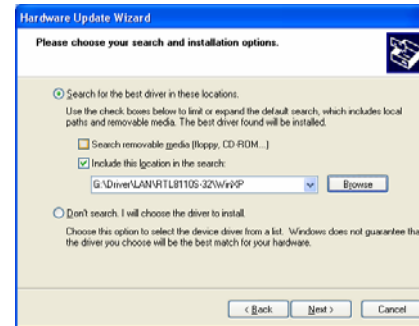 Hardware Update Wizard
Please choose your search and installation options.
Search for the best driver in these locations.
Use the check boxes below to limit or expand the default search, which includes local
paths and removable media. The best driver found will be installed.
Search removable media (floppy, CD-ROM...)
Include this location in the search:
G:\Driver\LAN\RTL8110S-32\WinXP
Browse
Don't search. I will choose the driver to install.
Choose this option to select the device driver from a list. Windows does not guarantee tha
the driver you choose will be the best match for your hardware.
< Back
Next >
Cancel